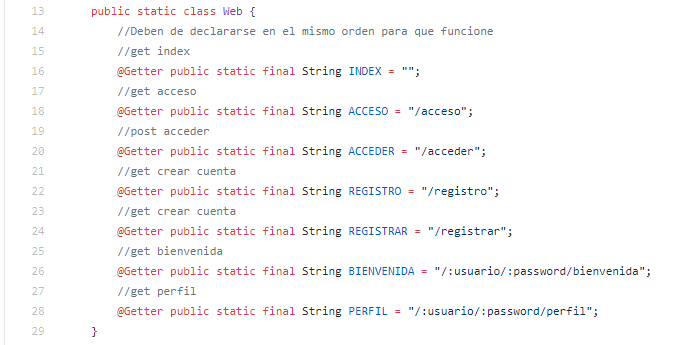 13 public static class Web {
14 //Deben de declararse en el mismo orden para que funcione
15 //get index
16 @Getter public static final String INDEX = "";
17 //get acceso
18 @Getter public static final String ACCESO = "/acceso";
19 //post acceder
20 @Getter public static final String ACCEDER = "/acceder";
21 //get crear cuenta
22 @Getter public static final String REGISTRO = "/registro";
23 //get crear cuenta
24 @Getter public static final String REGISTRAR = "/registrar";
25 //get bienvenida
26 @Getter public static final String BIENVENIDA = "/:usuario/:password/bienvenida";
27 //get perfil
28 @Getter public static final String PERFIL = "/:usuario/:password/perfil";
29 }